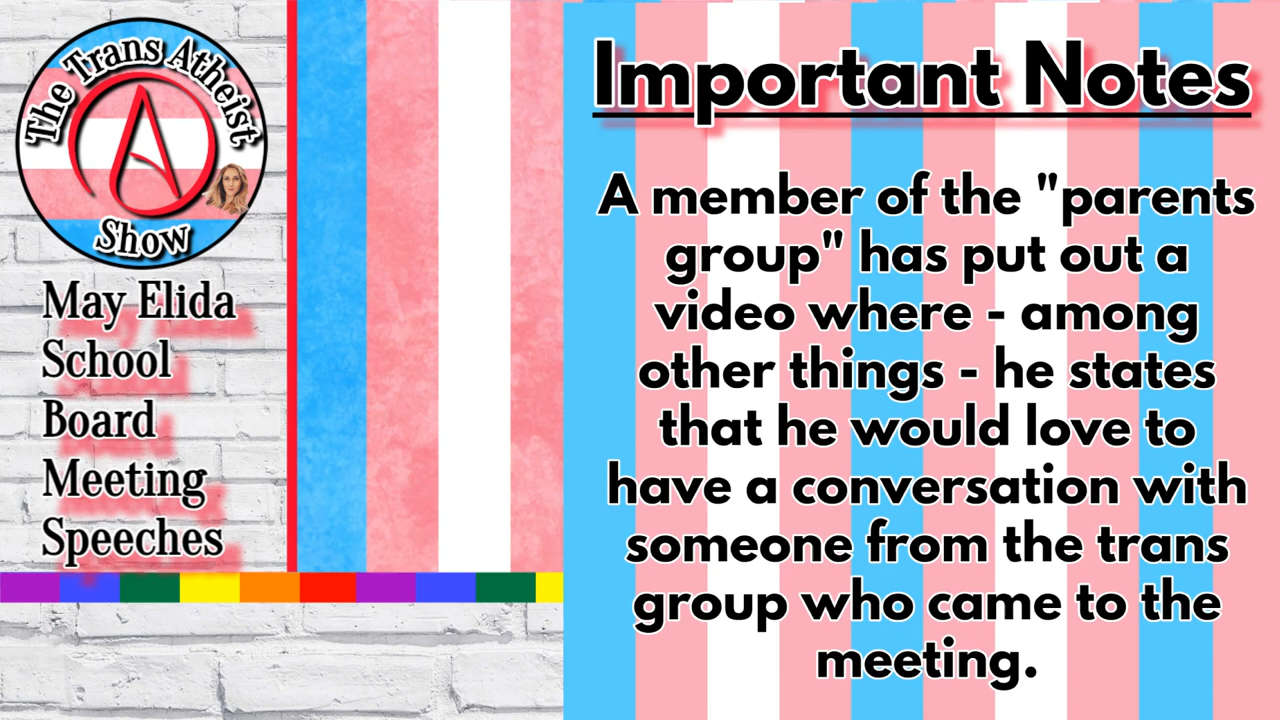 The Trans Atheist
Show
May Elida
School
Board
Meeting
Speeches
Important Notes
A member of the "parents
group" has put out a
video where - among
other things - he states
that he would love to
have a conversation with
someone from the trans
group who came to the
meeting.